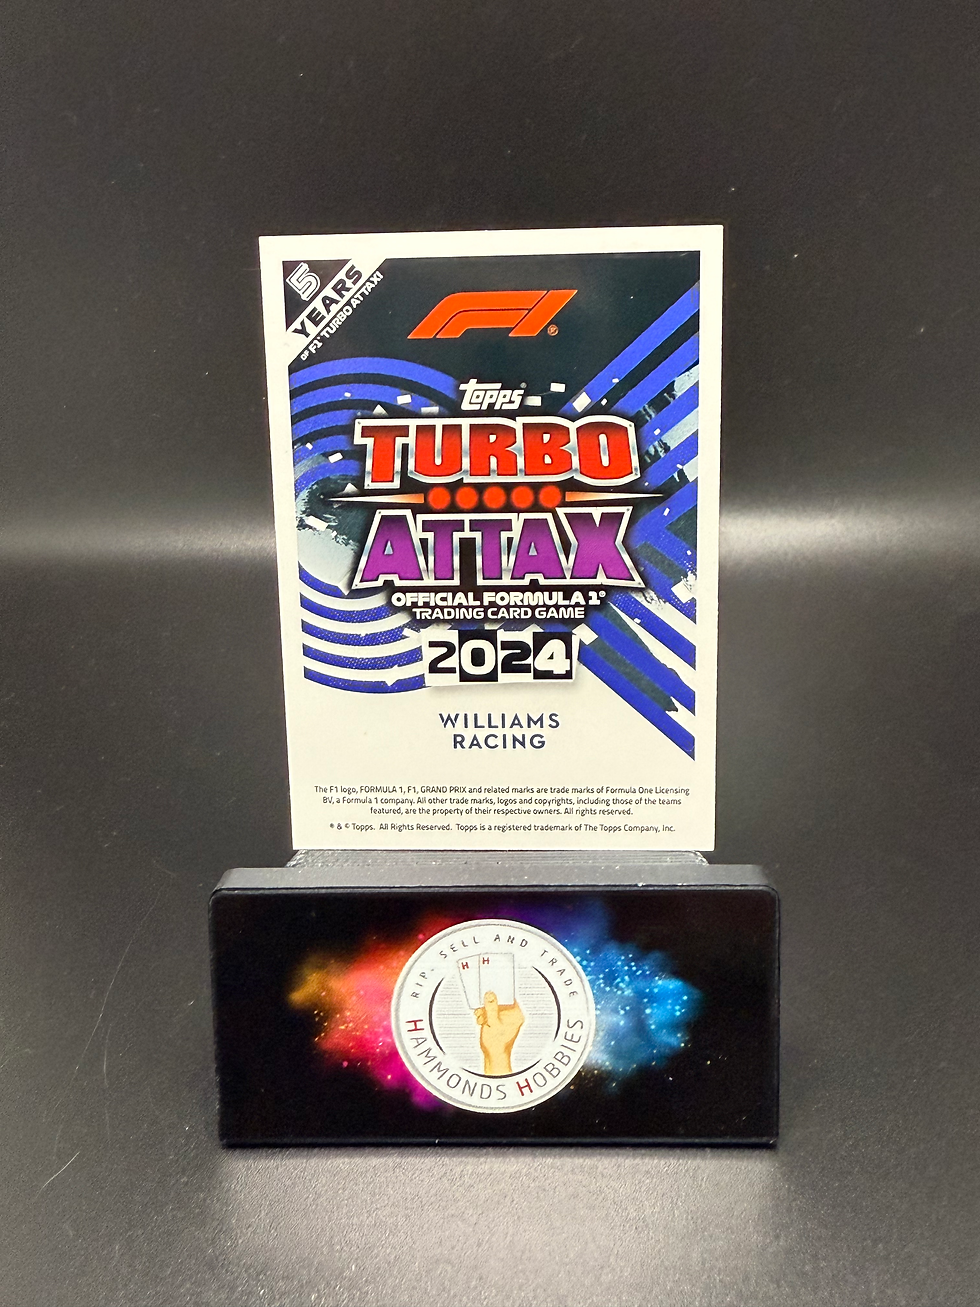 5
YEARS
OF F1® TURBO ATTAX!
F1®
Topps®
TURBO
ATTAX
OFFICIAL FORMULA 1®
TRADING CARD GAME
2024
WILLIAMS
RACING
The F1 logo, FORMULA 1, F1, GRAND PRIX and related marks are trade marks of Formula One Licensing
BV, a Formula 1 company. All other trade marks, logos and copyrights, including those of the teams
featured, are the property of their respective owners. All rights reserved.
® & © Topps. All Rights Reserved. Topps is a registered trademark of The Topps Company, Inc.
RIP, SELL AND TRADE
H H
HAMMONDS HOBBIES